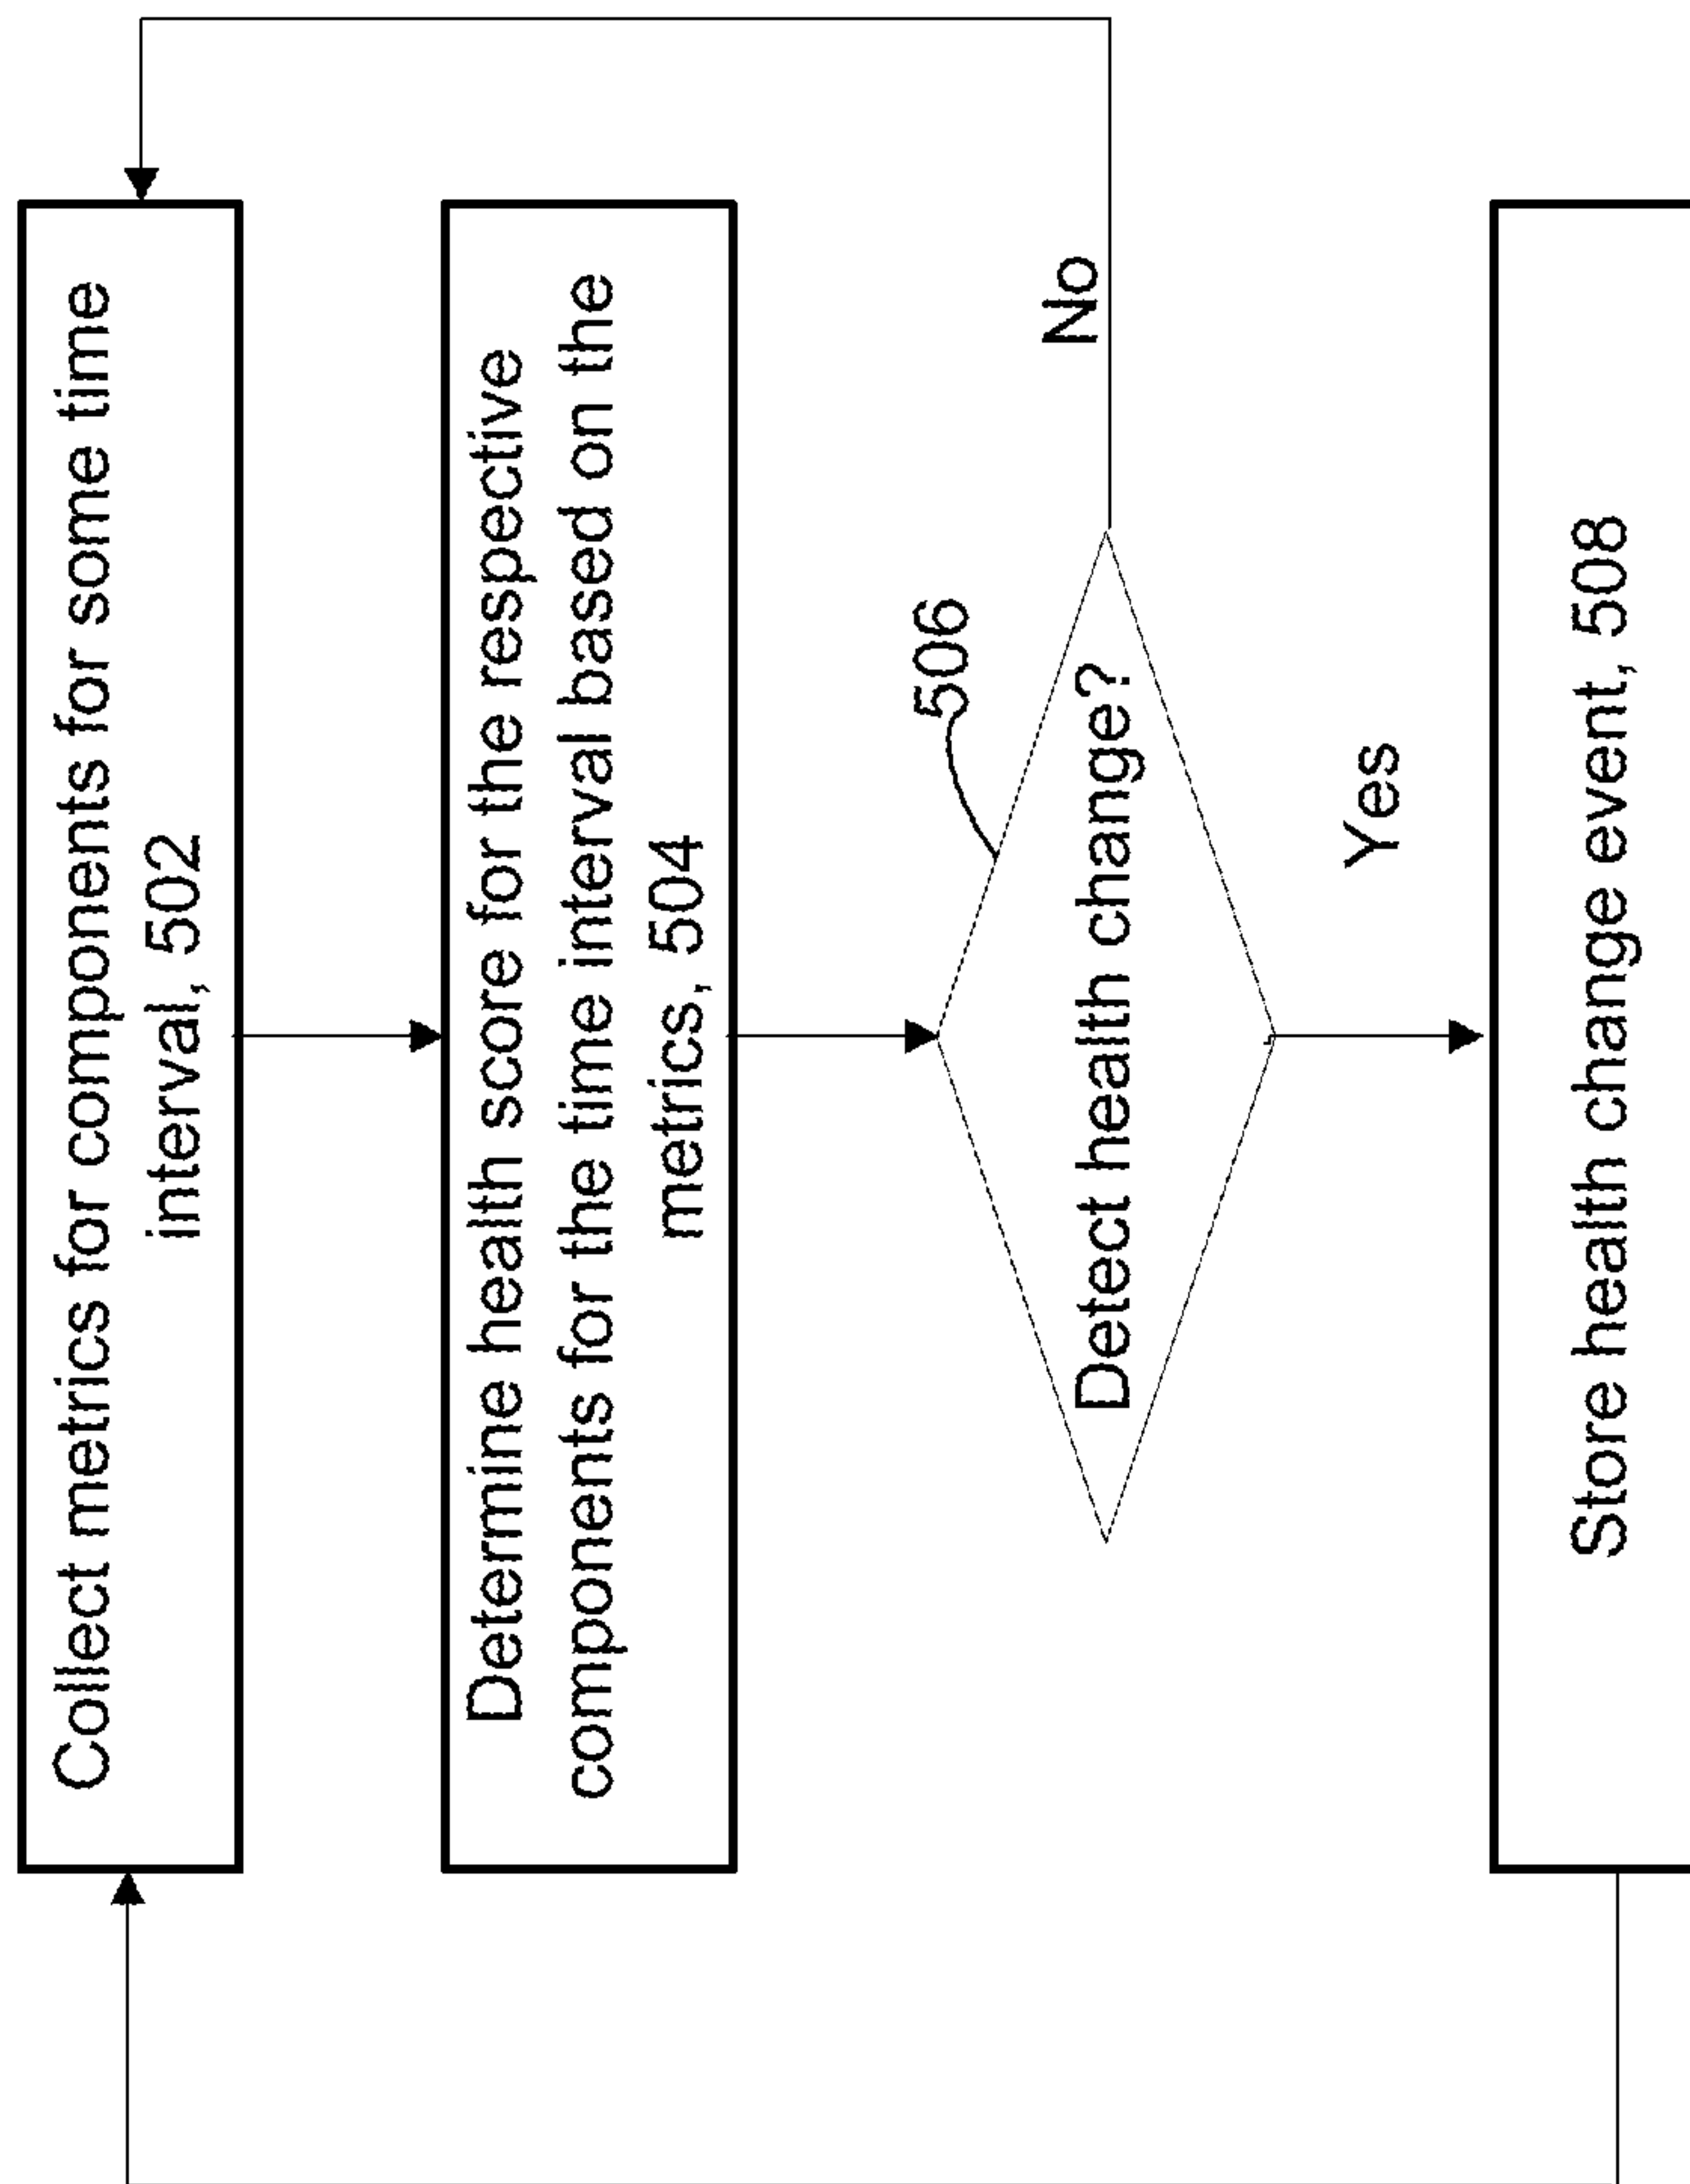 Collect metrics for components for some time
interval, 502
Determine health score for the respective
components for the time interval based on the
metrics, 504
506
Detect health change?
No
Yes
Store health change event, 508